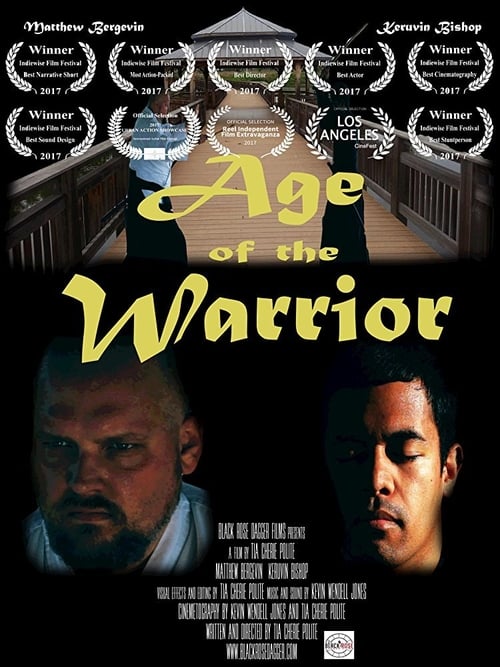 Matthew Bergevin
Keruvin Bishop
Winner
Indiewise Film Festival
Best Narrative Short
2017
Winner
Indiewise Film Festival
Most Action-Packed
2017
Winner
Indiewise Film Festival
Best Director
2017
Winner
Indiewise Film Festival
Best Actor
2017
Winner
Indiewise Film Festival
Best Cinematography
2017
Winner
Indiewise Film Festival
Best Sound Design
2017
Official Selection
URBAN ACTION SHOWCASE
OFFICIAL SELECTION
Reel Independent
Film Extravaganza
2017
OFFICIAL SELECTION
LOS
ANGELES
CineFest
Winner
Indiewise Film Festival
Best Stuntperson
2017
Age
of the
Warrior
BLACK ROSE DAGGER FILMS PRESENTS
A FILM BY TIA CHERIE POLITE
MATTHEW BERGEVIN KERUVIN BISHOP
VISUAL EFFECTS AND EDITING BY TIA CHERIE POLITE MUSIC AND SOUND BY KEVIN WENDELL JONES
CINEMETOGRAPHY BY KEVIN WENDELL JONES AND TIA CHERIE POLITE
WRITTEN AND DIRECTED BY TIA CHERIE POLITE
WWW.BLACKROSEDAGGER.COM
BLACK ROSE